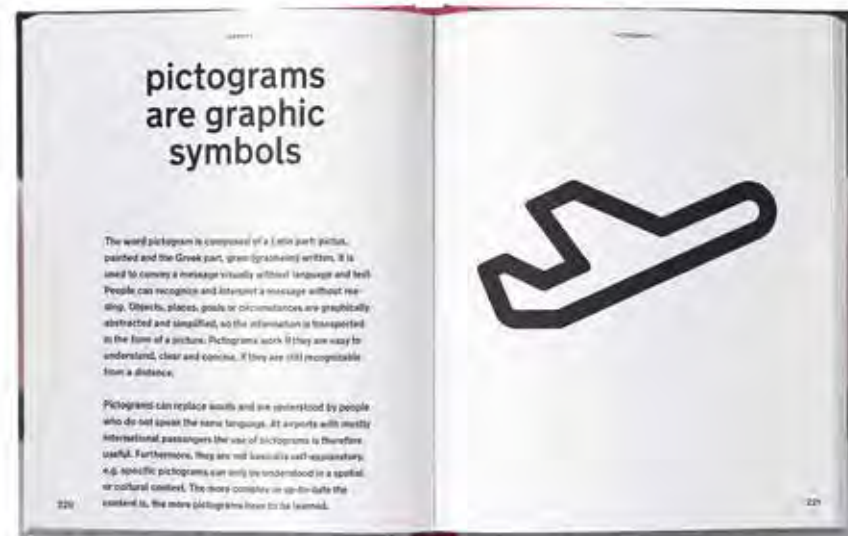 pictograms
are graphic
symbols
The word pictogram is composed of a Latin part: pictus,
painted and the Greek part, gram (graphein) written. It is
used to convey a message visually without language and text.
People can recognize and interpret a message without rea-
ding. Objects, places, goals or circumstances are graphically
abstracted and simplified, so the information is transported
in the form of a picture. Pictograms work if they are easy to
understand, clear and concise, if they are still recognizable
from a distance.
Pictograms can replace words and are understood by people
who do not speak the same language. At airports with mostly
international passengers the use of pictograms is therefore
useful. Furthermore, they are not basically self-explanatory,
e.g. specific pictograms can only be understood in a spatial
or cultural context. The more complex or up-to-date the
content is, the more pictograms have to be learned.
220
221